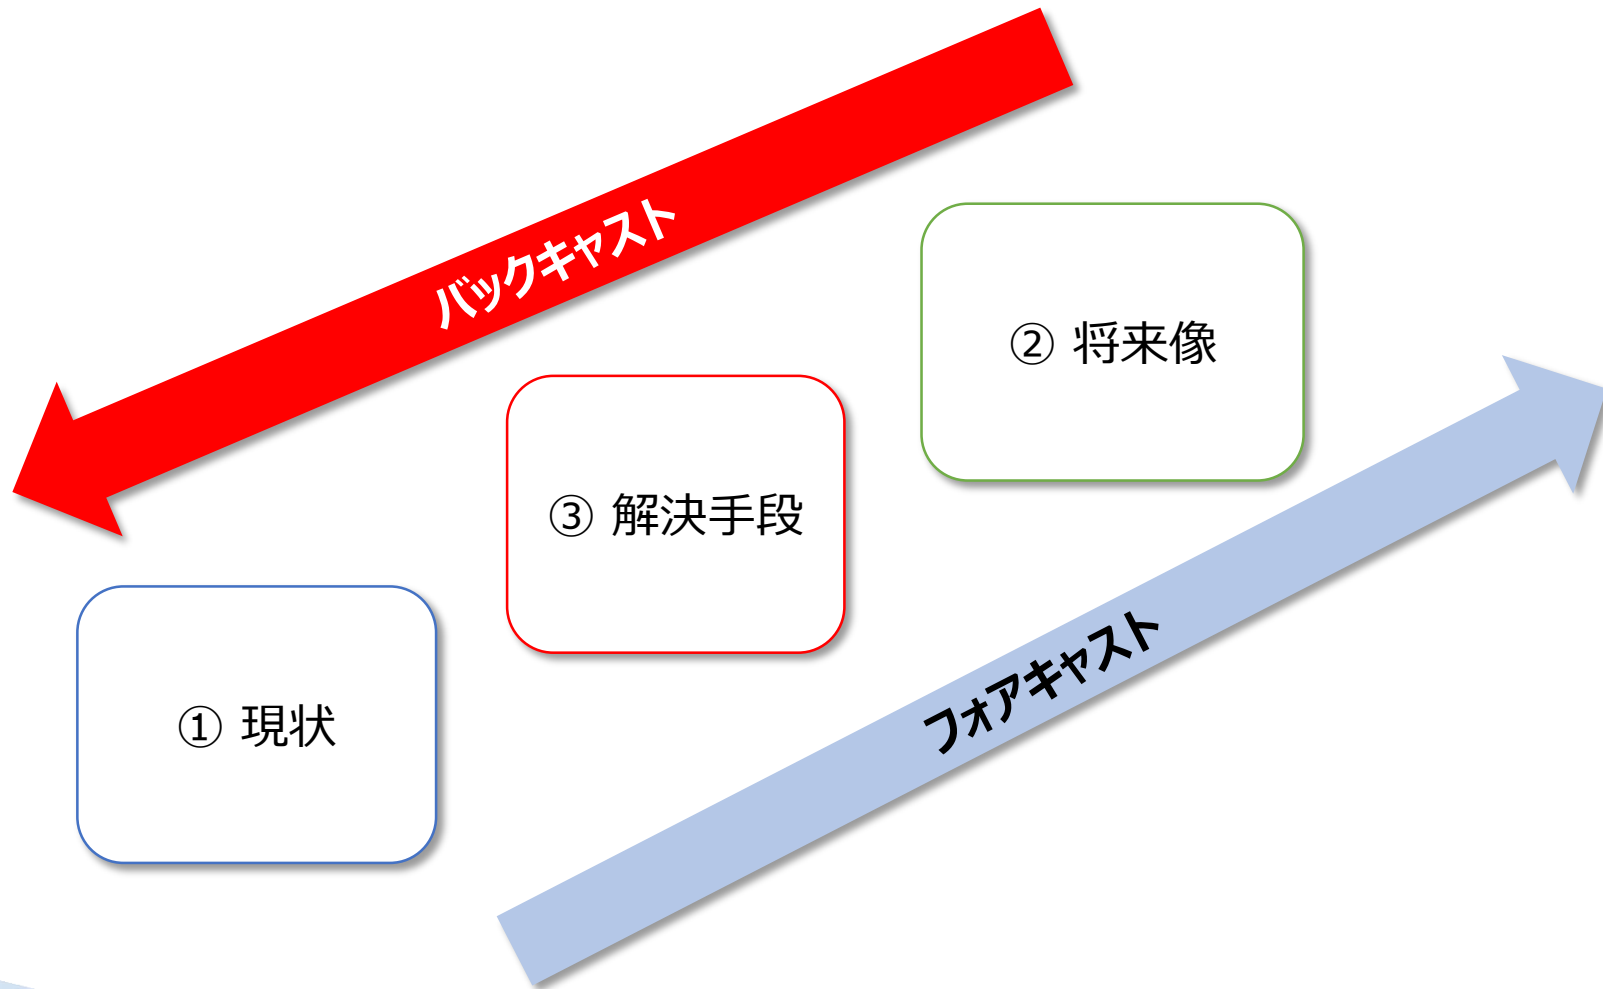 バックキャスト
② 将来像
③ 解決手段
① 現状
フォアキャスト